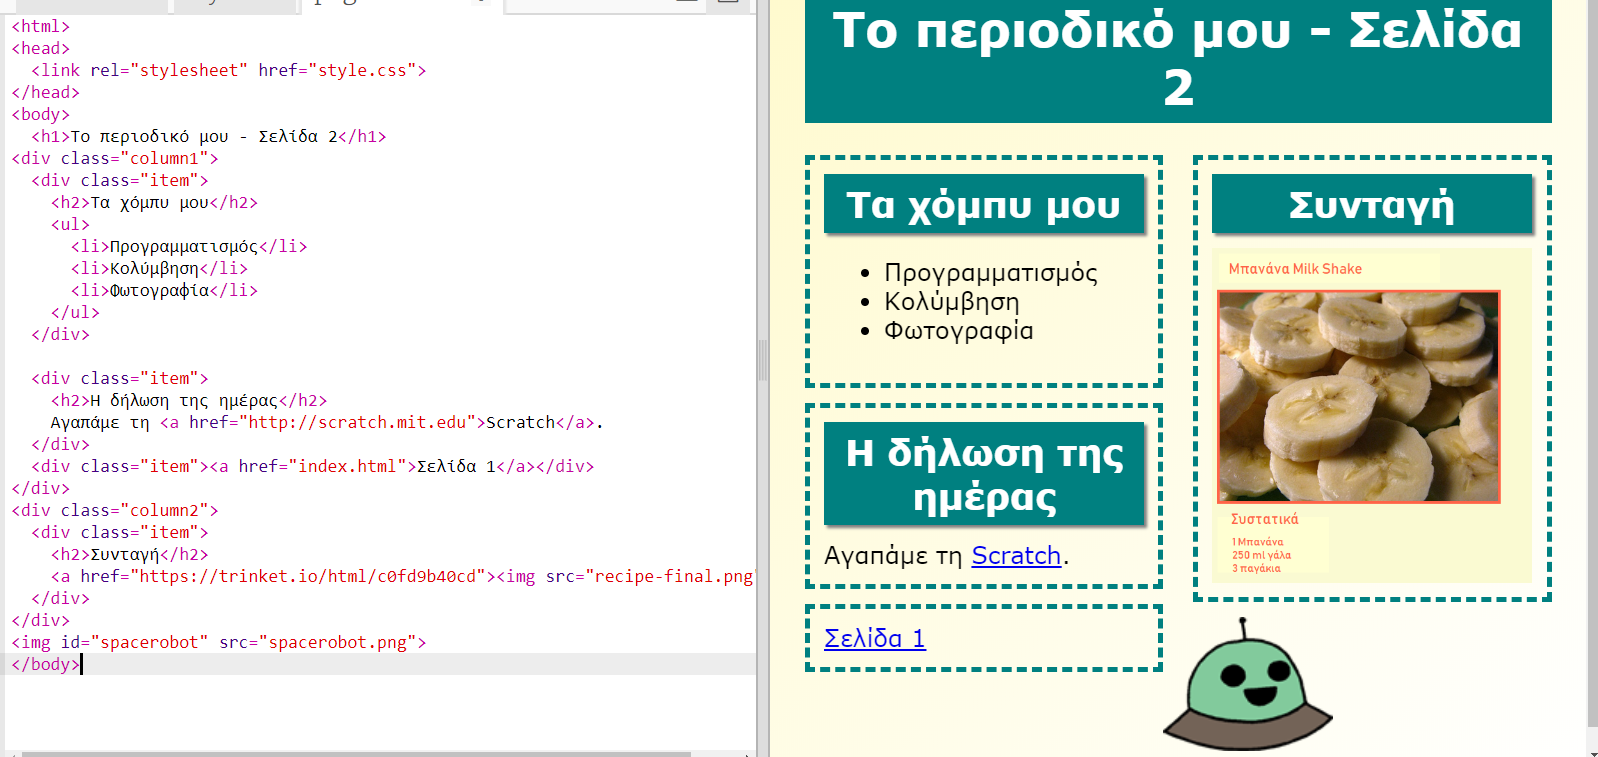 <html>
<head>
<link rel="stylesheet" href="style.css">
</head>
<body>
<h1>Το περιοδικό μου - Σελίδα 2</h1>
<div class="column1">
<div class="item">
<h2>Τα χόμπυ μου</h2>
<ul>
<li>Προγραμματισμός</li>
<li>Κολύμβηση</li>
<li>Φωτογραφία</li>
</ul>
</div>
<div class="item">
<h2>Η δήλωση της ημέρας</h2>
Αγαπάμε τη <a href="http://scratch.mit.edu">Scratch</a>.
</div>
<div class="item"><a href="index.html">Σελίδα 1</a></div>
</div>
<div class="column2">
<div class="item">
<h2>Συνταγή</h2>
<a href="https://trinket.io/html/c0fd9b40cd"><img src="recipe-final.png"
</div>
</div>
<img id="spacerobot" src="spacerobot.png">
</body>
Το περιοδικό μου - Σελίδα
2
Τα χόμπυ μου
Προγραμματισμός
Κολύμβηση
Φωτογραφία
Η δήλωση της
ημέρας
Αγαπάμε τη Scratch.
Σελίδα 1
Συνταγή
Μπανάνα Milk Shake
Συστατικά
1 Μπανάνα
250 ml γάλα
3 παγάκια